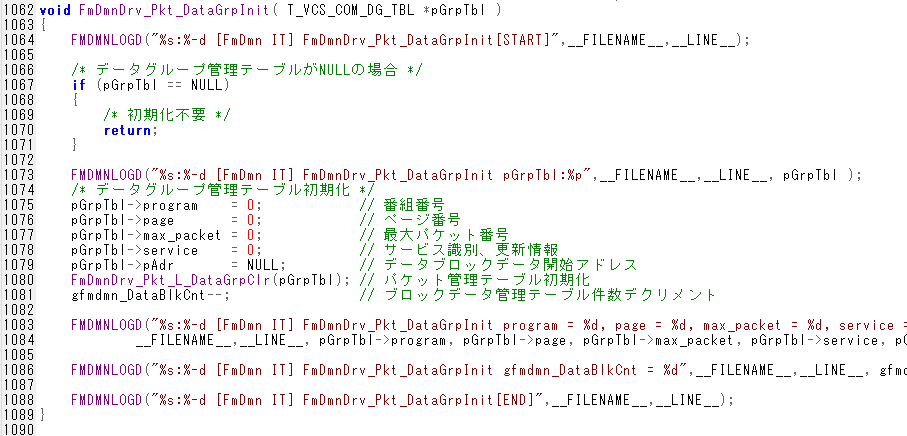 1062 void FmDmnDrv_Pkt_DataGrpInit( T_VCS_COM_DG_TBL *pGrpTbl )
1063 {
1064     FMDMNLOGD("%s:%-d [FmDmn IT] FmDmnDrv_Pkt_DataGrpInit[START]",__FILENAME__,__LINE__);
1065
1066     /* データグループ管理テーブルがNULLの場合 */
1067     if (pGrpTbl == NULL)
1068     {
1069         /* 初期化不要 */
1070         return;
1071     }
1072
1073     FMDMNLOGD("%s:%-d [FmDmn IT] FmDmnDrv_Pkt_DataGrpInit pGrpTbl:%p",__FILENAME__,__LINE__, pGrpTbl );
1074     /* データグループ管理テーブル初期化 */
1075     pGrpTbl->program    = 0;            // 番組番号
1076     pGrpTbl->page       = 0;            // ページ番号
1077     pGrpTbl->max_packet = 0;            // 最大パケット番号
1078     pGrpTbl->service    = 0;            // サービス識別、更新情報
1079     pGrpTbl->pAdr       = NULL;         // データブロックデータ開始アドレス
1080     FmDmnDrv_Pkt_L_DataGrpClr(pGrpTbl); // パケット管理テーブル初期化
1081     gfmdmn_DataBlkCnt--;                // ブロックデータ管理テーブル件数デクリメント
1082
1083     FMDMNLOGD("%s:%-d [FmDmn IT] FmDmnDrv_Pkt_DataGrpInit program = %d, page = %d, max_packet = %d, service =
1084             __FILENAME__,__LINE__, pGrpTbl->program, pGrpTbl->page, pGrpTbl->max_packet, pGrpTbl->service, pG
1085
1086     FMDMNLOGD("%s:%-d [FmDmn IT] FmDmnDrv_Pkt_DataGrpInit gfmdmn_DataBlkCnt = %d",__FILENAME__,__LINE__, gfm
1087
1088     FMDMNLOGD("%s:%-d [FmDmn IT] FmDmnDrv_Pkt_DataGrpInit[END]",__FILENAME__,__LINE__);
1089 }
1090